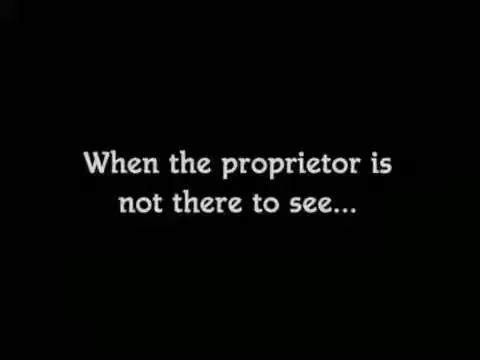 When the proprietor is
not there to see...